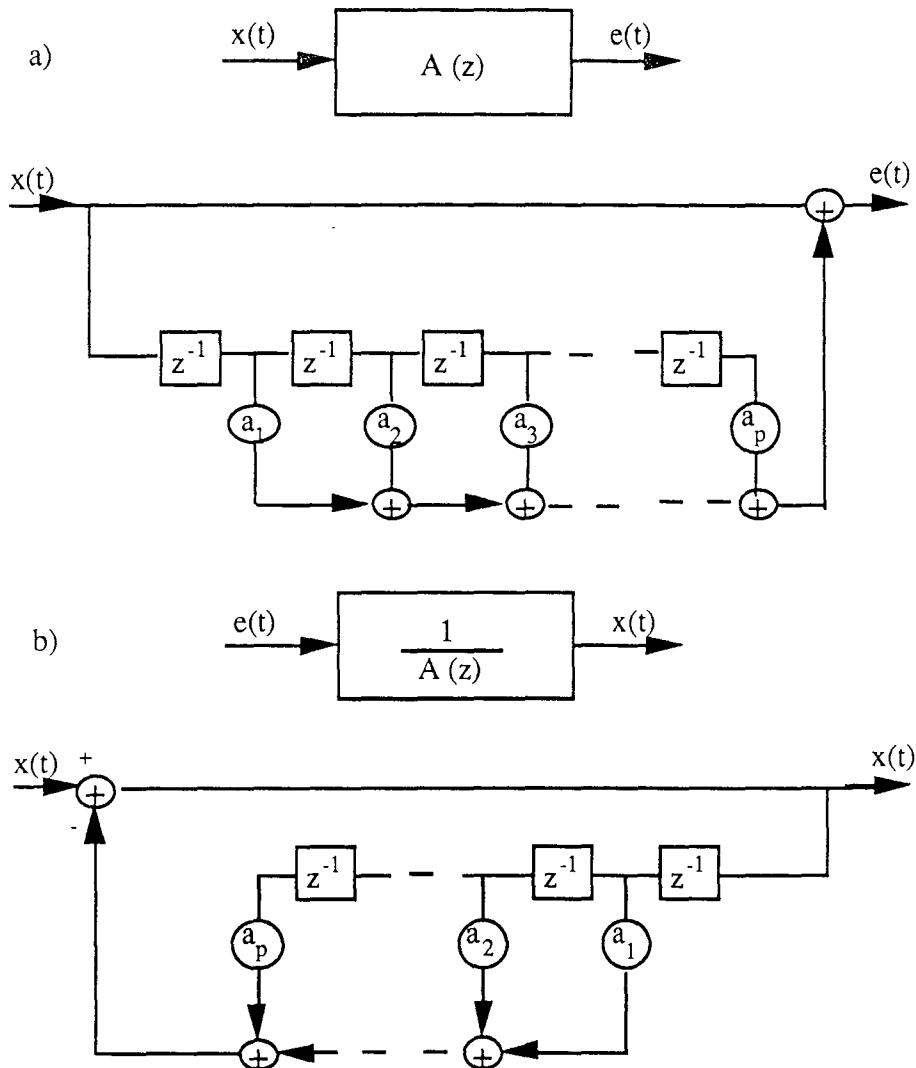 x(t) e(t)
a) A (z)
x(t) e(t)
+
z⁻¹ z⁻¹ z⁻¹ z⁻¹
a₁ a₂ a₃ aₚ
+ + +
e(t) 1 x(t)
b) A (z)
x(t) + x(t)
+
-
z⁻¹ z⁻¹ z⁻¹
aₚ a₂ a₁
+ +